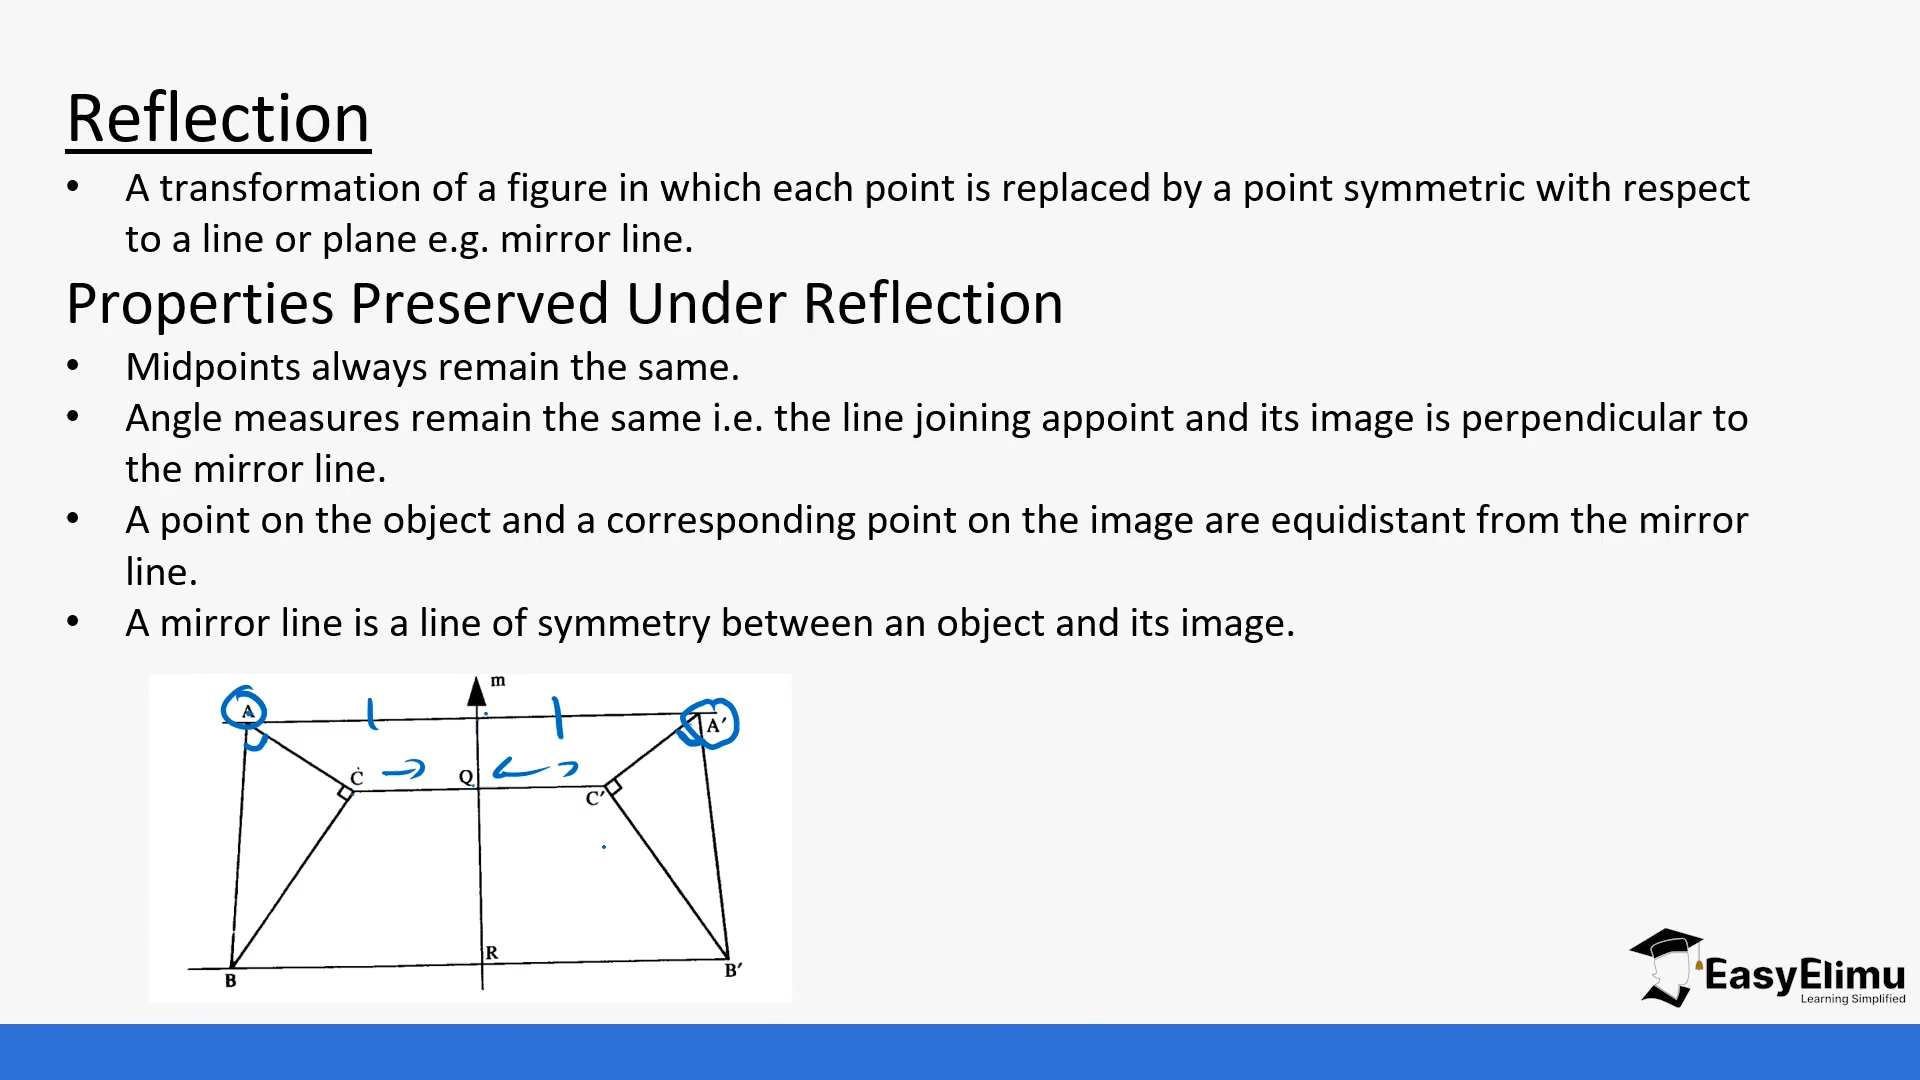 Reflection
• A transformation of a figure in which each point is replaced by a point symmetric with respect
to a line or plane e.g. mirror line.
Properties Preserved Under Reflection
• Midpoints always remain the same.
• Angle measures remain the same i.e. the line joining appoint and its image is perpendicular to
the mirror line.
• A point on the object and a corresponding point on the image are equidistant from the mirror
line.
• A mirror line is a line of symmetry between an object and its image.
m
A
A′
C
Q
C′
R
B
B′
EasyElimu
Learning Simplified